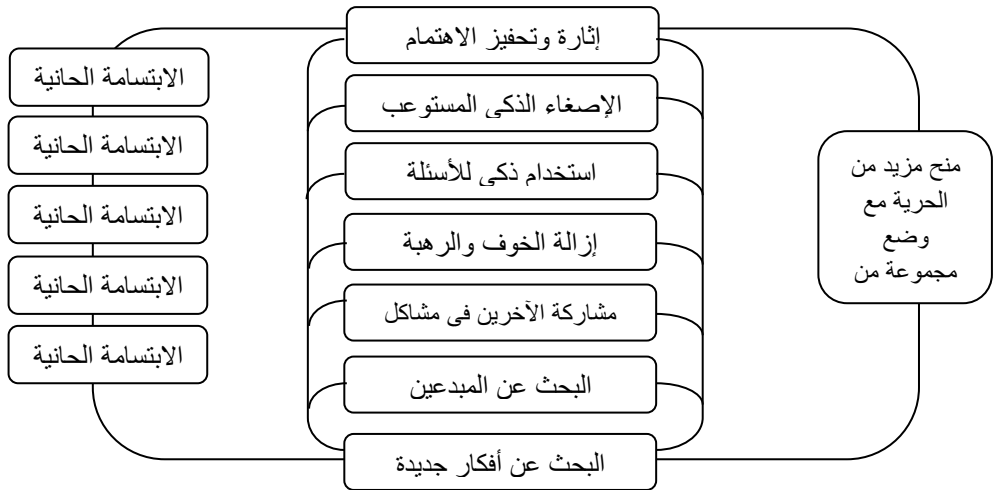 إثارة وتحفيز الاهتمام
الإصغاء الذكى المستوعب
استخدام ذكى للأسئلة
إزالة الخوف والرهبة
مشاركة الآخرين فى مشاكل
البحث عن المبدعين
البحث عن أفكار جديدة
منح مزيد من
الحرية مع
وضع
مجموعة من
الابتسامة الحانية
الابتسامة الحانية
الابتسامة الحانية
الابتسامة الحانية
الابتسامة الحانية